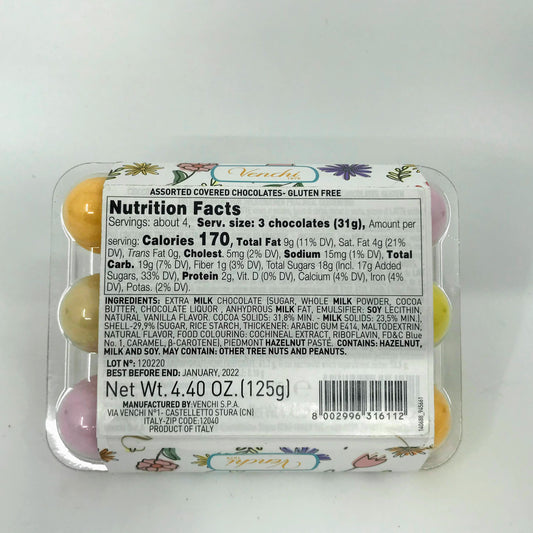 Venchi
ASSORTED COVERED CHOCOLATES- GLUTEN FREE
Nutrition Facts
Servings: about 4, Serv. size: 3 chocolates (31g), Amount per
serving: Calories 170, Total Fat 9g (11% DV), Sat. Fat 4g (21%
DV), Trans Fat 0g, Cholest. 5mg (2% DV), Sodium 15mg (1% DV), Total
Carb. 19g (7% DV), Fiber 1g (3% DV), Total Sugars 18g (Incl. 17g Added
Sugars, 33% DV), Protein 2g, Vit. D (0% DV), Calcium (4% DV), Iron (4%
DV), Potas. (2% DV).
INGREDIENTS: EXTRA MILK CHOCOLATE (SUGAR, WHOLE MILK POWDER, COCOA
BUTTER, CHOCOLATE LIQUOR , ANHYDROUS MILK FAT, EMULSIFIER: SOY LECITHIN,
NATURAL VANILLA FLAVOR. COCOA SOLIDS: 31,8% MIN. - MILK SOLIDS: 23,5% MIN.),
SHELL-29,9% (SUGAR, RICE STARCH, THICKENER: ARABIC GUM E414, MALTODEXTRIN,
NATURAL FLAVOR, FOOD COLOURING: COCHINEAL EXTRACT, RIBOFLAVIN, FD&C Blue
No. 1, CARAMEL, β-CAROTENE), PIEDMONT HAZELNUT PASTE. CONTAINS: HAZELNUT,
MILK AND SOY. MAY CONTAIN: OTHER TREE NUTS AND PEANUTS.
LOT N°: 120220
BEST BEFORE END: JANUARY, 2022
Net Wt. 4.40 OZ. (125g)
MANUFACTURED BY:VENCHI S.P.A.
VIA VENCHI N°1- CASTELLETTO STURA (CN)
ITALY-ZIP CODE:12040
PRODUCT OF ITALY
8 002996 316112
Venchi